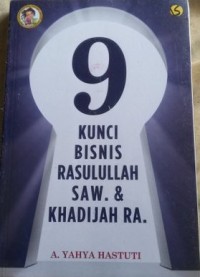 9
KUNCI
BISNIS
RASULULLAH
SAW. &
KHADIJAH RA.
A. YAHYA HASTUTI